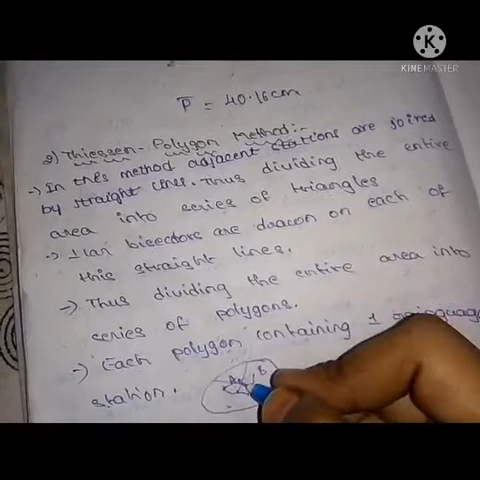 KINEMASTER
P̅ = 40.16cm
2) Thiessen - Polygon Method:-
-> In this method adjacent stations are joired
by straight lines. Thus dividing the entire
area into series of triangles
-> ⊥lar bisectors are drawn on each of
this straight lines.
-> Thus dividing the entire area into
series of polygons.
-> Each polygon containing 1
station.
A
B